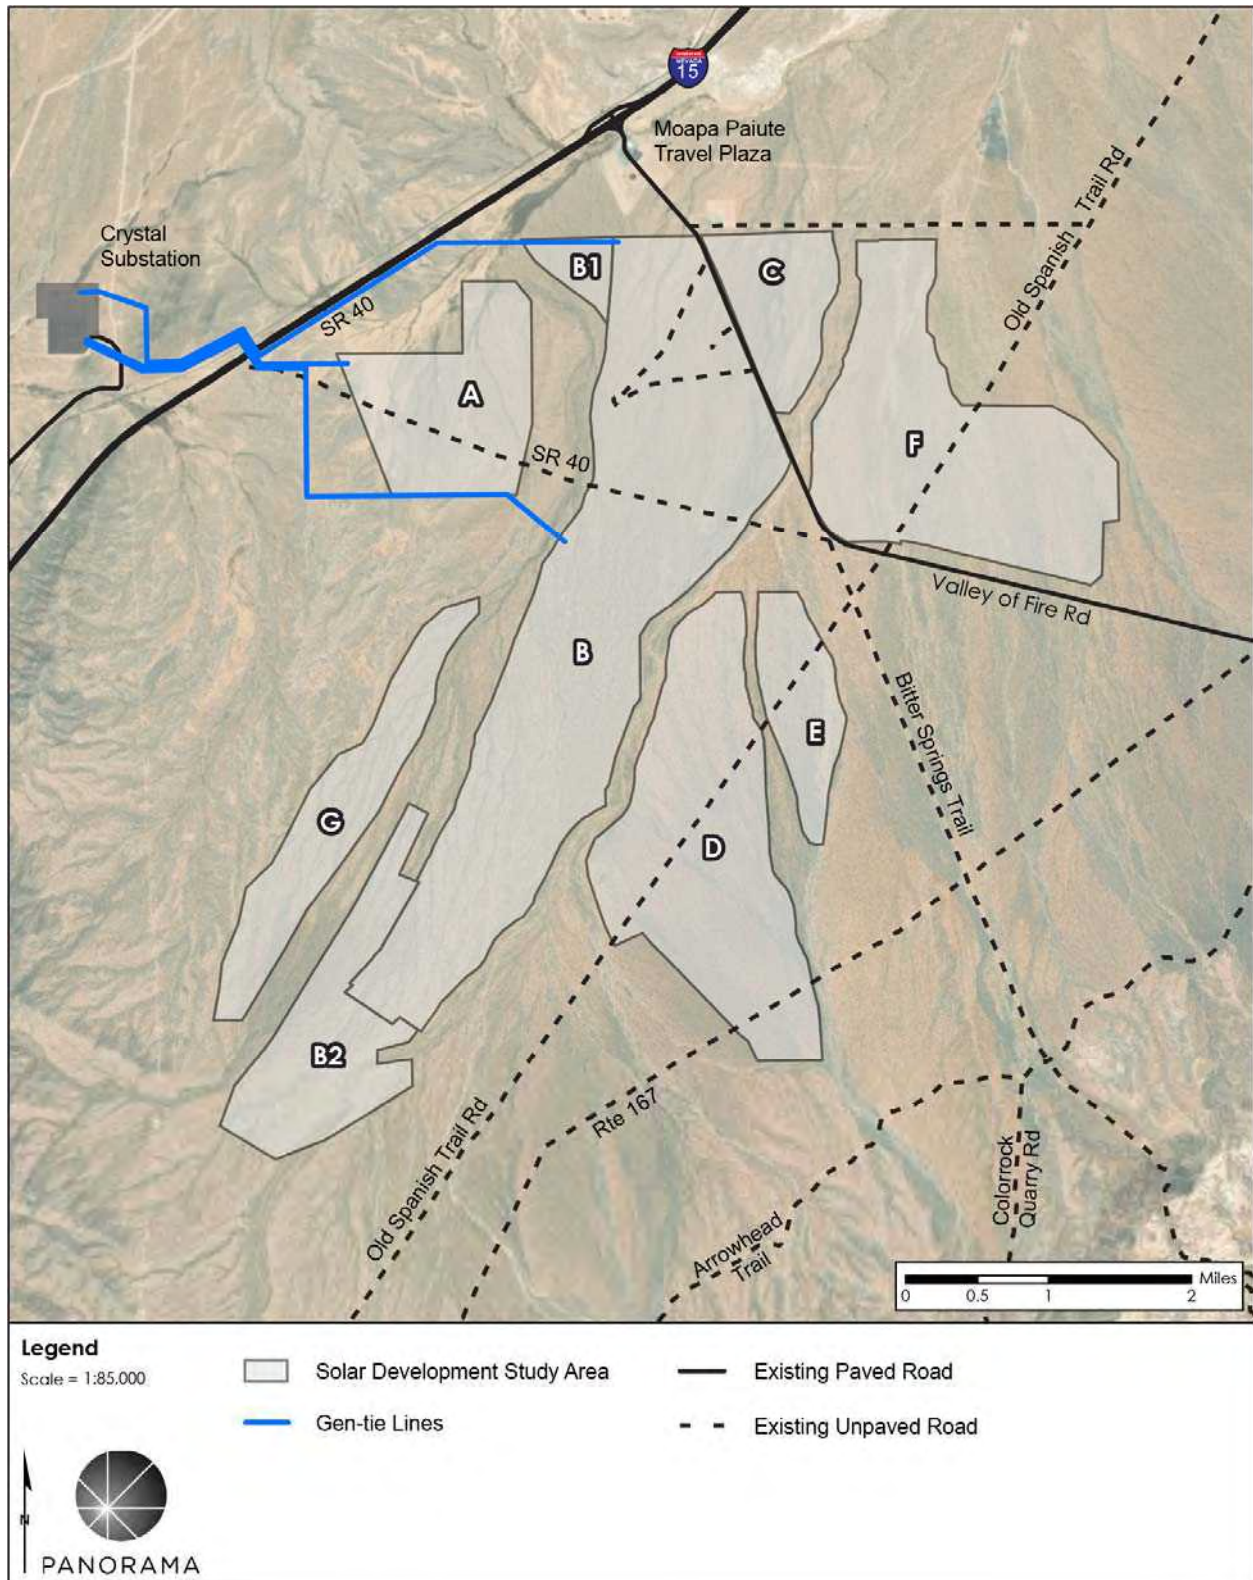 NEVADA
15
Moapa Paiute
Travel Plaza
Crystal
Substation
Old Spanish Trail Rd
B1
C
SR 40
A
SR 40
F
Valley of Fire Rd
B
E
Bitter Springs Trail
G
D
B2
Rte 167
Old Spanish Trail Rd
Colorrock
Quarry Rd
Arrowhead
Trail
Miles
0 0.5 1 2
Legend
Scale = 1:85,000
Solar Development Study Area
Existing Paved Road
Gen-tie Lines
Existing Unpaved Road
N
PANORAMA